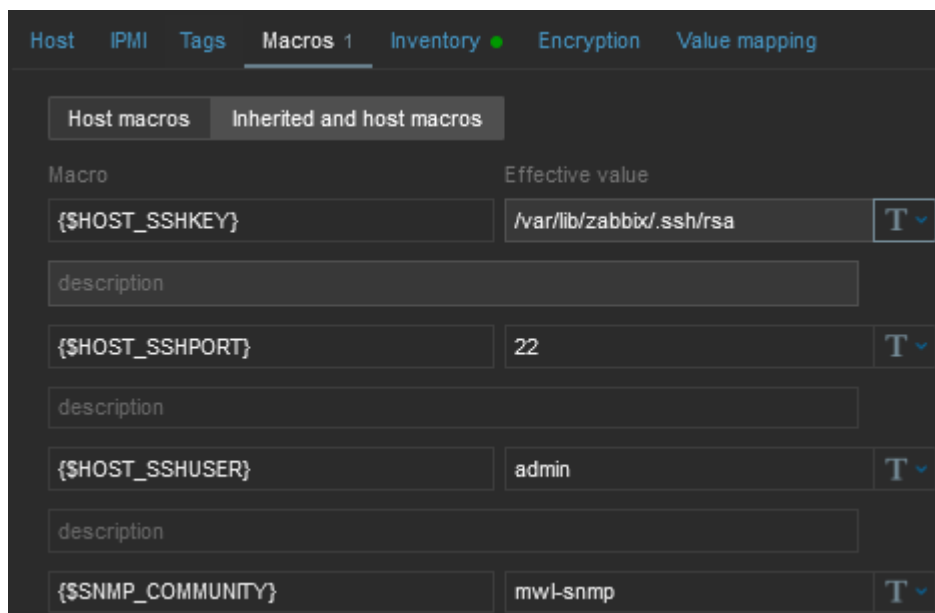 Host IPMI Tags Macros 1 Inventory Encryption Value mapping
Host macros Inherited and host macros
Macro Effective value
{$HOST_SSHKEY} /var/lib/zabbix/.ssh/rsa T
description
{$HOST_SSHPORT} 22 T
description
{$HOST_SSHUSER} admin T
description
{$SNMP_COMMUNITY} mwl-snmp T